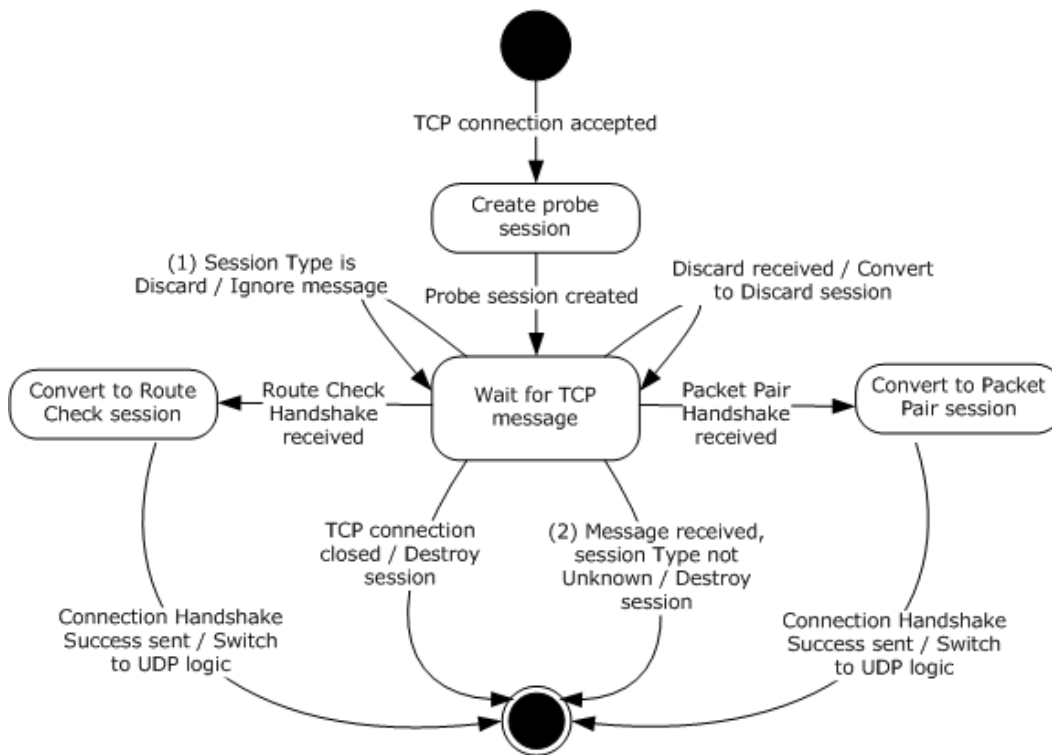 TCP connection accepted
Create probe
session
(1) Session Type is
Discard / Ignore message
Probe session created
Discard received / Convert
to Discard session
Convert to Route
Check session
Route Check
Handshake
received
Wait for TCP
message
Packet Pair
Handshake
received
Convert to Packet
Pair session
TCP connection
closed / Destroy
session
(2) Message received,
session Type not
Unknown / Destroy
session
Connection Handshake
Success sent / Switch
to UDP logic
Connection Handshake
Success sent / Switch
to UDP logic